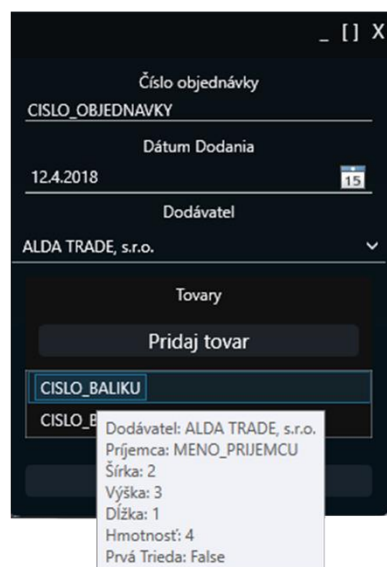 _ [] X
Číslo objednávky
CISLO_OBJEDNAVKY
Dátum Dodania
12.4.2018
15
Dodávatel
ALDA TRADE, s.r.o.
Tovary
Pridaj tovar
CISLO_BALIKU
CISLO_B
Dodávatel: ALDA TRADE, s.r.o.
Príjemca: MENO_PRIJEMCU
Šírka: 2
Výška: 3
Dĺžka: 1
Hmotnosť: 4
Prvá Trieda: False